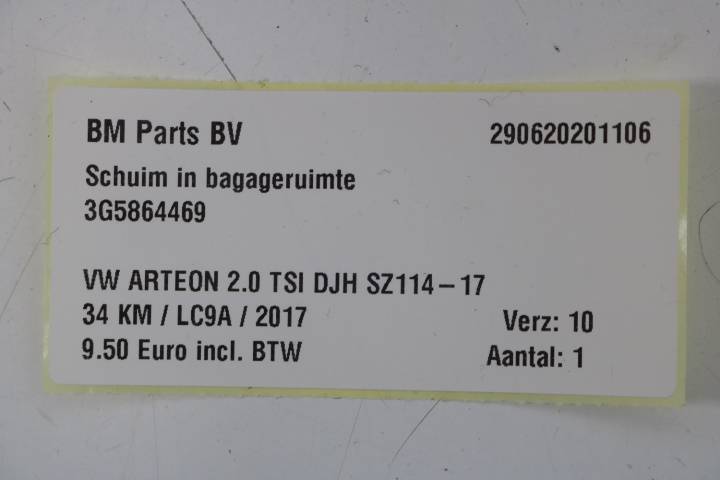 BM Parts BV 290620201106
Schuim in bagageruimte
3G5864469
VW ARTEON 2.0 TSI DJH SZ114-17
34 KM / LC9A / 2017 Verz: 10
9.50 Euro incl. BTW Aantal: 1